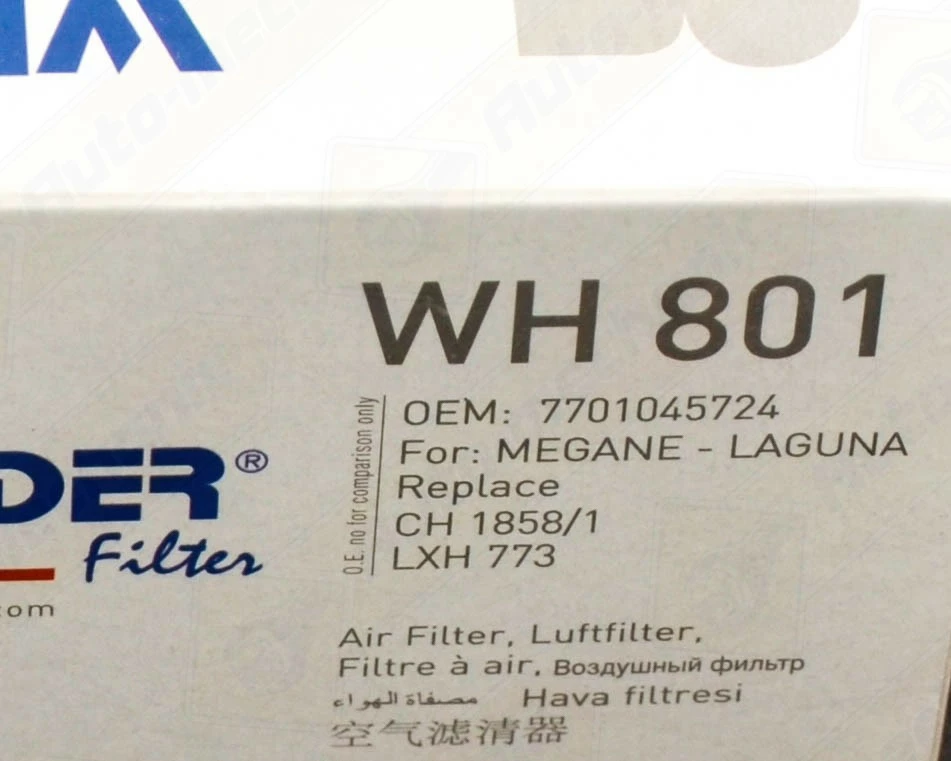 WH 801
O.E. no for comparison only
OEM: 7701045724
For: MEGANE - LAGUNA
Replace
CH 1858/1
LXH 773
DER®
Filter
com
Air Filter, Luftfilter,
Filtre à air, Воздушный фильтр
مصفاة الهواء Hava filtresi
空气滤清器